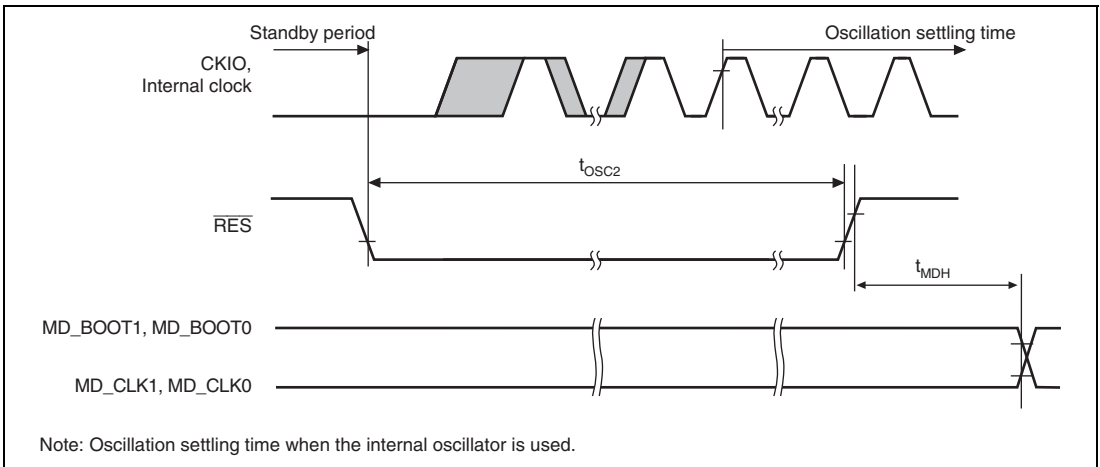 Standby period
Oscillation settling time
CKIO,
Internal clock
tOSC2
RES
tMDH
MD_BOOT1, MD_BOOT0
MD_CLK1, MD_CLK0
Note: Oscillation settling time when the internal oscillator is used.